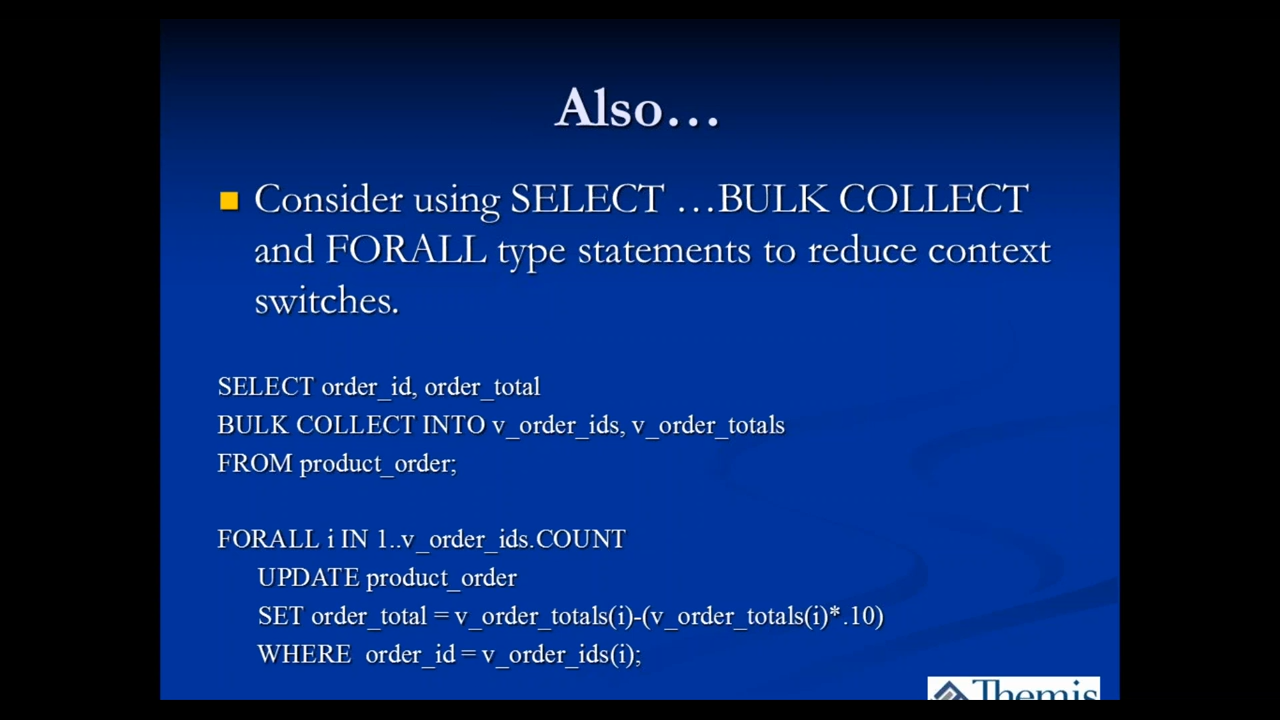 Also…
Consider using SELECT …BULK COLLECT
and FORALL type statements to reduce context
switches.
SELECT order_id, order_total
BULK COLLECT INTO v_order_ids, v_order_totals
FROM product_order;
FORALL i IN 1..v_order_ids.COUNT
UPDATE product_order
SET order_total = v_order_totals(i)-(v_order_totals(i)*.10)
WHERE order_id = v_order_ids(i);
Themis